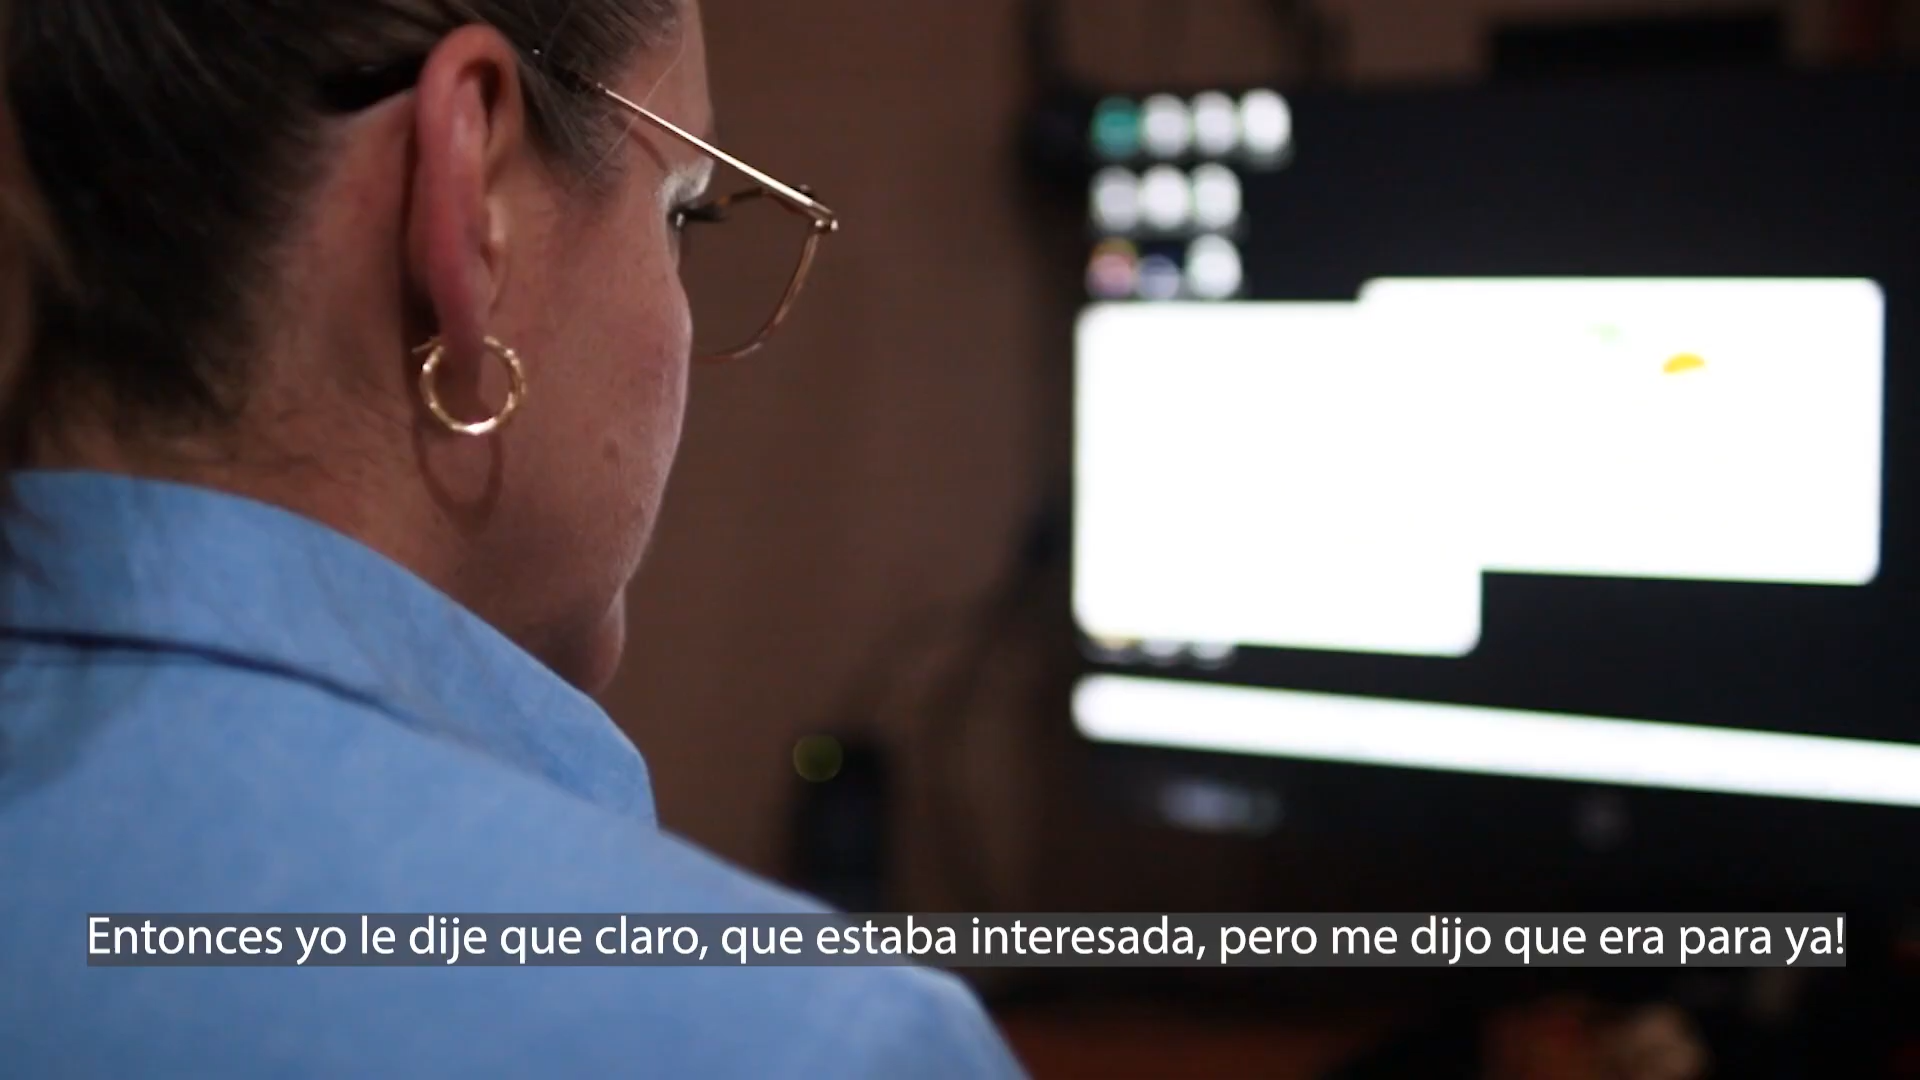 Entonces yo le dije que claro, que estaba interesada, pero me dijo que era para ya!